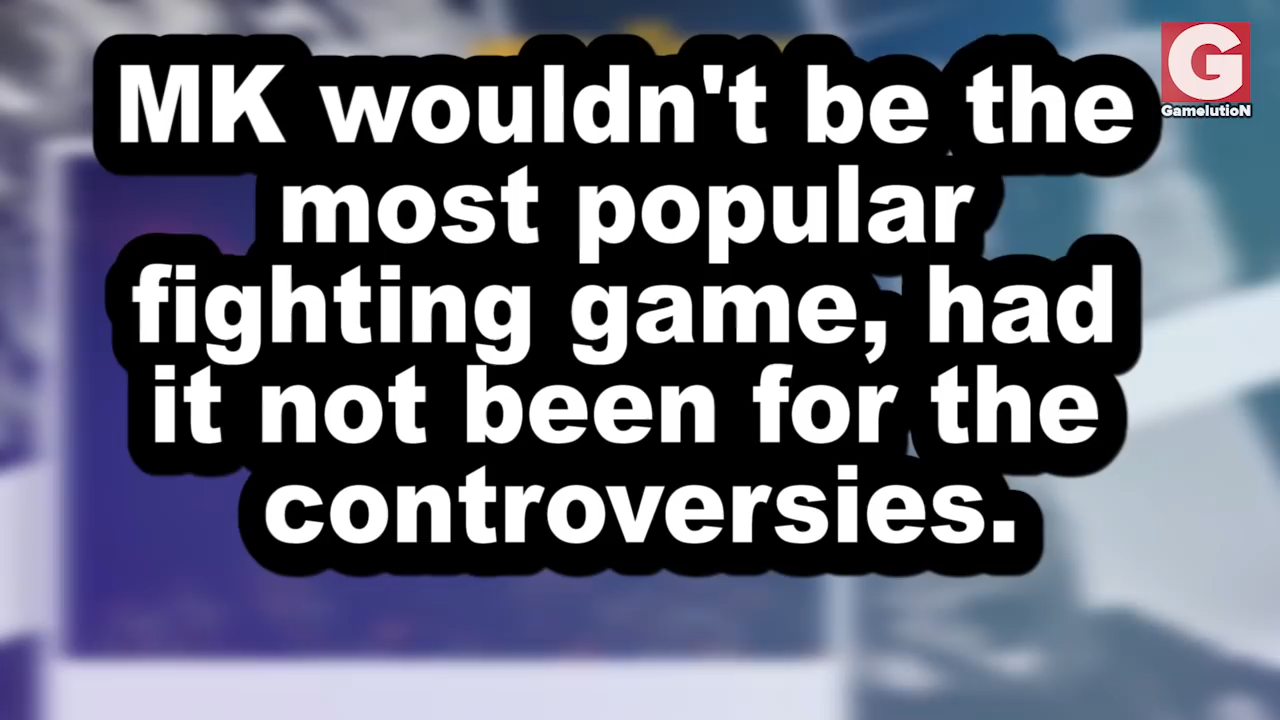 MK wouldn't be the
most popular
fighting game, had
it not been for the
controversies.
G
GamelutioN